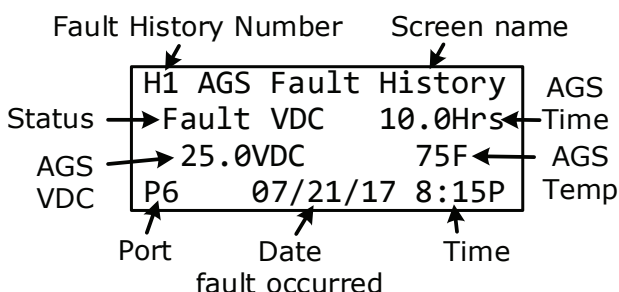 Fault History Number
Screen name
H1 AGS Fault History
Status
Fault VDC 10.0Hrs
AGS
Time
AGS
VDC
25.0VDC 75F
AGS
Temp
P6 07/21/17 8:15P
Port
Date
fault occurred
Time